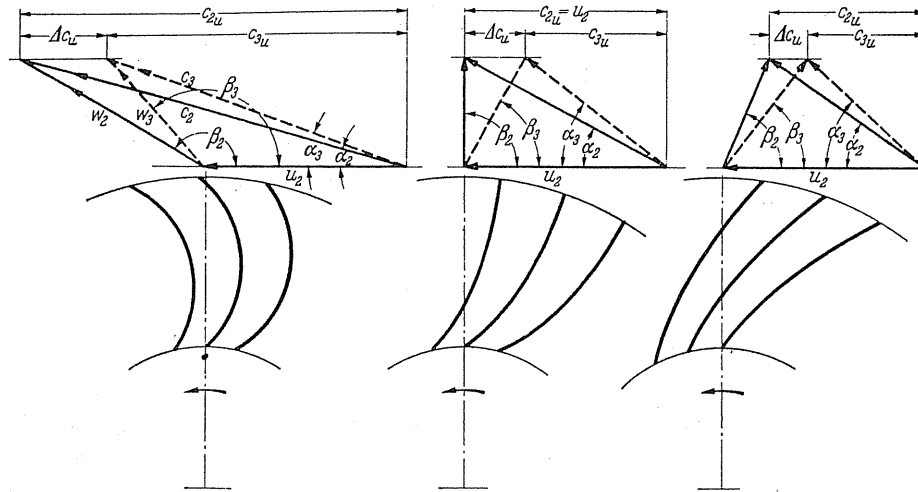 c₂ᵤ
Δcᵤ c₃ᵤ
c₃
β₃
c₂
w₂ w₃
β₂
α₃ α₂
u₂
c₂ᵤ = u₂
Δcᵤ c₃ᵤ
β₂ β₃ α₃ α₂
u₂
c₂ᵤ
Δcᵤ c₃ᵤ
β₂ β₃ α₃ α₂
u₂